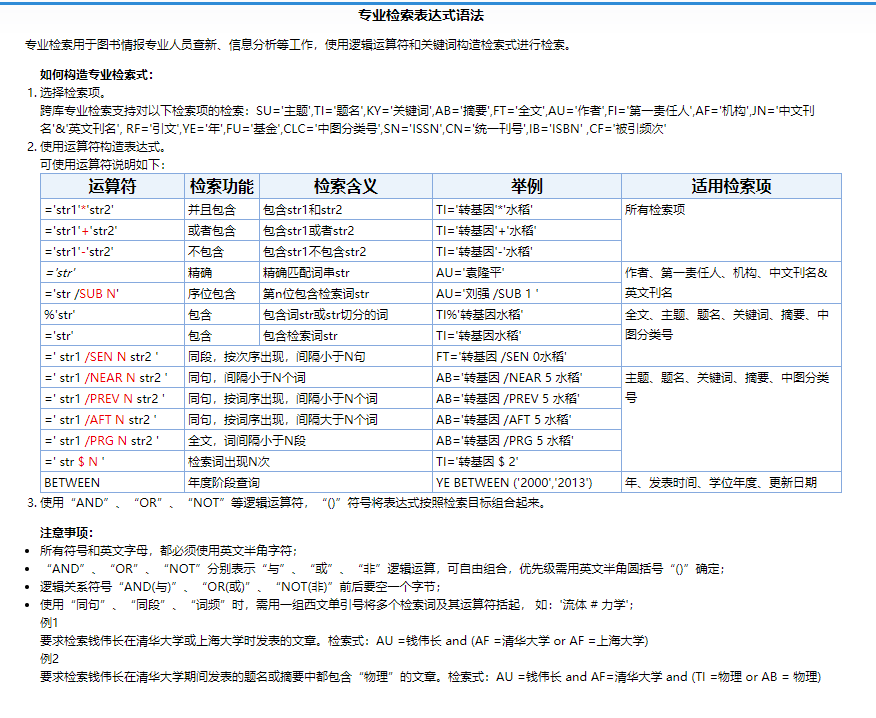 专业检索表达式语法
专业检索用于图书情报专业人员查新、信息分析等工作，使用逻辑运算符和关键词构造检索式进行检索。
如何构造专业检索式：
1. 选择检索项。
跨库专业检索支持对以下检索项的检索：SU='主题',TI='题名',KY='关键词',AB='摘要',FT='全文',AU='作者',FI='第一责任人',AF='机构',JN='中文刊
名'&'英文刊名', RF='引文',YE='年',FU='基金',CLC='中图分类号',SN='ISSN',CN='统一刊号',IB='ISBN' ,CF='被引频次'
2. 使用运算符构造表达式。
可使用运算符说明如下：
运算符 检索功能 检索含义 举例 适用检索项
='str1'*'str2' 并且包含 包含str1和str2 TI='转基因'*'水稻' 所有检索项
='str1'+'str2' 或者包含 包含str1或者str2 TI='转基因'+'水稻'
='str1'-'str2' 不包含 包含str1不包含str2 TI='转基因'-'水稻'
='str' 精确 精确匹配词串str AU='袁隆平' 作者、第一责任人、机构、中文刊名&
='str /SUB N' 序位包含 第n位包含检索词str AU='刘强 /SUB 1 ' 英文刊名
%'str' 包含 包含词str或str切分的词 TI%'转基因水稻' 全文、主题、题名、关键词、摘要、中
='str' 包含 包含检索词str TI='转基因水稻' 图分类号
=' str1 /SEN N str2 ' 同段，按次序出现，间隔小于N句 FT='转基因 /SEN 0水稻'
=' str1 /NEAR N str2 ' 同句，间隔小于N个词 AB='转基因 /NEAR 5 水稻' 主题、题名、关键词、摘要、中图分类
=' str1 /PREV N str2 ' 同句，按词序出现，间隔小于N个词 AB='转基因 /PREV 5 水稻' 号
=' str1 /AFT N str2 ' 同句，按词序出现，间隔大于N个词 AB='转基因 /AFT 5 水稻'
=' str1 /PRG N str2 ' 全文，词间隔小于N段 AB='转基因 /PRG 5 水稻'
=' str $ N ' 检索词出现N次 TI='转基因 $ 2'
BETWEEN 年度阶段查询 YE BETWEEN ('2000','2013') 年、发表时间、学位年度、更新日期
3. 使用“AND”、“OR”、“NOT”等逻辑运算符，“()”符号将表达式按照检索目标组合起来。
注意事项：
• 所有符号和英文字母，都必须使用英文半角字符；
• “AND”、“OR”、“NOT”分别表示“与”、“或”、“非”逻辑运算，可自由组合，优先级需用英文半角圆括号“()”确定；
• 逻辑关系符号“AND(与)”、“OR(或)”、“NOT(非)”前后要空一个字节；
• 使用“同句”、“同段”、“词频”时，需用一组西文单引号将多个检索词及其运算符括起， 如：'流体 # 力学'；
例1
要求检索钱伟长在清华大学或上海大学时发表的文章。检索式：AU =钱伟长 and (AF =清华大学 or AF =上海大学)
例2
要求检索钱伟长在清华大学期间发表的题名或摘要中都包含“物理”的文章。检索式：AU =钱伟长 and AF=清华大学 and (TI =物理 or AB = 物理)